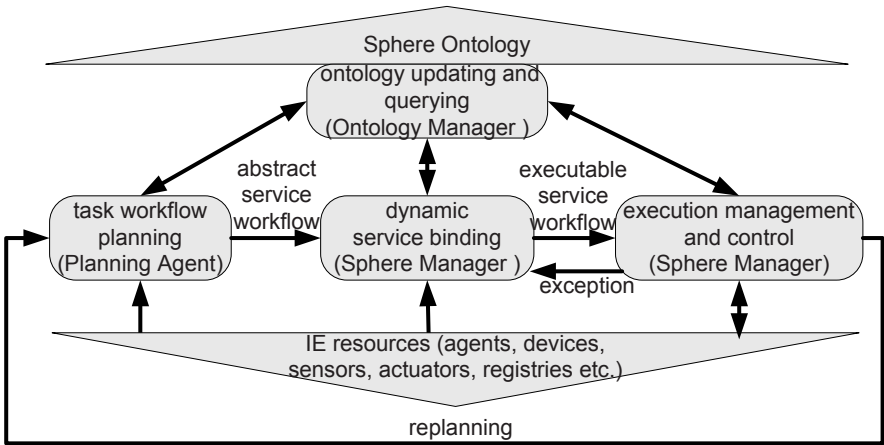 Sphere Ontology
ontology updating and
querying
(Ontology Manager )
abstract
service
workflow
executable
service
workflow
task workflow
planning
(Planning Agent)
dynamic
service binding
(Sphere Manager )
execution management
and control
(Sphere Manager)
exception
IE resources (agents, devices,
sensors, actuators, registries etc.)
replanning